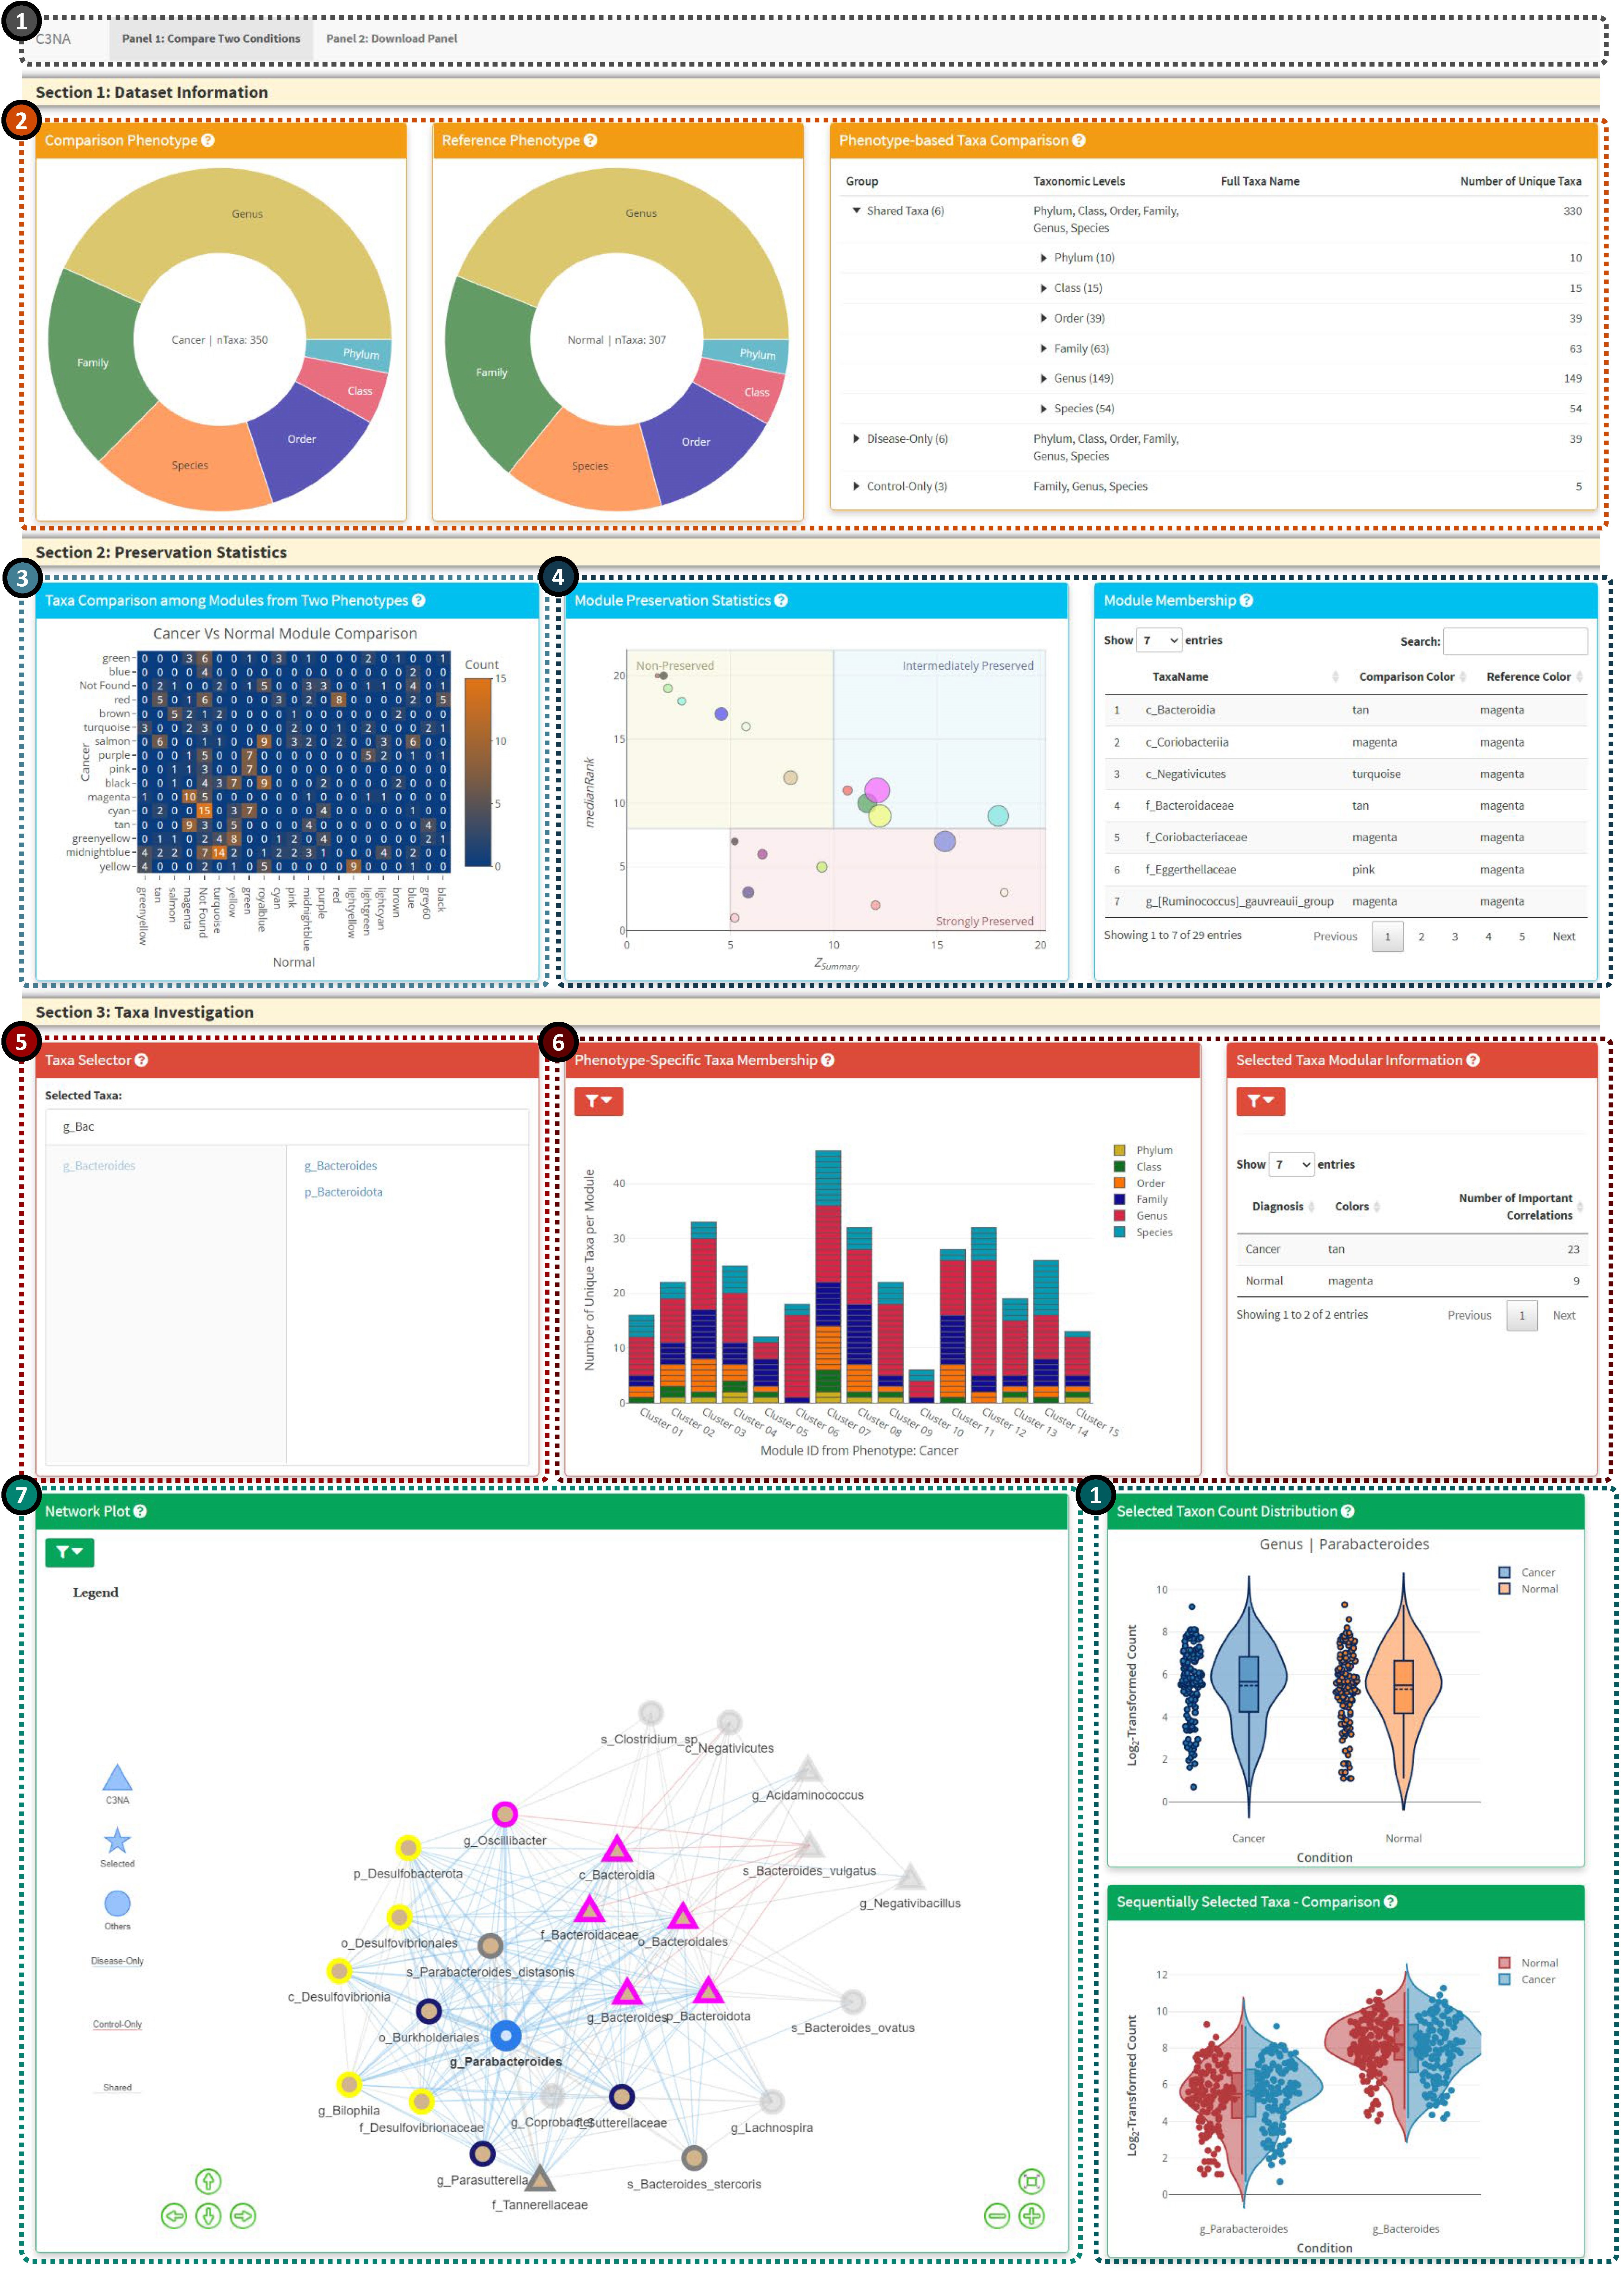 1
C3NA
Panel 1: Compare Two Conditions
Panel 2: Download Panel
Section 1: Dataset Information
2
Comparison Phenotype ?
Genus
Family
Species
Order
Class
Phylum
Cancer | nTaxa: 350
Reference Phenotype ?
Genus
Family
Species
Order
Class
Phylum
Normal | nTaxa: 307
Phenotype-based Taxa Comparison ?
Group Taxonomic Levels Full Taxa Name Number of Unique Taxa
Shared Taxa (6) Phylum, Class, Order, Family, 330
Genus, Species
Phylum (10) 10
Class (15) 15
Order (39) 39
Family (63) 63
Genus (149) 149
Species (54) 54
Disease-Only (6) Phylum, Class, Order, Family, 39
Genus, Species
Control-Only (3) Family, Genus, Species 5
Section 2: Preservation Statistics
3
Taxa Comparison among Modules from Two Phenotypes ?
Cancer Vs Normal Module Comparison
Cancer
green
blue
Not Found
red
brown
turquoise
salmon
purple
pink
black
magenta
cyan
tan
greenyellow
midnightblue
yellow
greenyellow
tan
salmon
magenta
Not Found
turquoise
yellow
green
royalblue
cyan
pink
midnightblue
purple
red
lightyellow
lightgreen
lightcyan
brown
blue
grey60
black
Normal
Count
15
10
5
0
4
Module Preservation Statistics ?
Non-Preserved
Intermediately Preserved
Strongly Preserved
medianRank
20
15
10
5
0
0 5 10 15 20
ZSummary
Module Membership ?
Show 7 entries
Search:
TaxaName Comparison Color Reference Color
1 c_Bacteroidia tan magenta
2 c_Coriobacteriia magenta magenta
3 c_Negativicutes turquoise magenta
4 f_Bacteroidaceae tan magenta
5 f_Coriobacteriaceae magenta magenta
6 f_Eggerthellaceae pink magenta
7 g_[Ruminococcus]_gauvreauii_group magenta magenta
Showing 1 to 7 of 29 entries
Previous 1 2 3 4 5 Next
Section 3: Taxa Investigation
5
Taxa Selector ?
Selected Taxa:
g_Bac
g_Bacteroides
g_Bacteroides
p_Bacteroidota
6
Phenotype-Specific Taxa Membership ?
Number of Unique Taxa per Module
40
30
20
10
0
Cluster 01
Cluster 02
Cluster 03
Cluster 04
Cluster 05
Cluster 06
Cluster 07
Cluster 08
Cluster 09
Cluster 10
Cluster 11
Cluster 12
Cluster 13
Cluster 14
Cluster 15
Module ID from Phenotype: Cancer
Phylum
Class
Order
Family
Genus
Species
Selected Taxa Modular Information ?
Show 7 entries
Diagnosis Colors Number of Important
Correlations
Cancer tan 23
Normal magenta 9
Showing 1 to 2 of 2 entries
Previous 1 Next
7
Network Plot ?
Legend
C3NA
Selected
Others
Disease-Only
Control-Only
Shared
s_Clostridium_sp
c_Negativicutes
g_Acidaminococcus
g_Oscillibacter
p_Desulfobacterota
c_Bacteroidia
s_Bacteroides_vulgatus
g_Negativibacillus
o_Desulfovibrionales
f_Bacteroidaceae
o_Bacteroidales
s_Parabacteroides_distasonis
c_Desulfovibrionia
g_Bacteroides
p_Bacteroidota
s_Bacteroides_ovatus
o_Burkholderiales
g_Parabacteroides
g_Bilophila
f_Desulfovibrionaceae
f_Sutterellaceae
g_Lachnospira
g_Parasutterella
s_Bacteroides_stercoris
f_Tannerellaceae
1
Selected Taxon Count Distribution ?
Genus | Parabacteroides
Log2-Transformed Count
10
8
6
4
2
0
Cancer
Normal
Condition
Cancer
Normal
Sequentially Selected Taxa - Comparison ?
Log2-Transformed Count
12
10
8
6
4
2
0
g_Parabacteroides
g_Bacteroides
Condition
Normal
Cancer